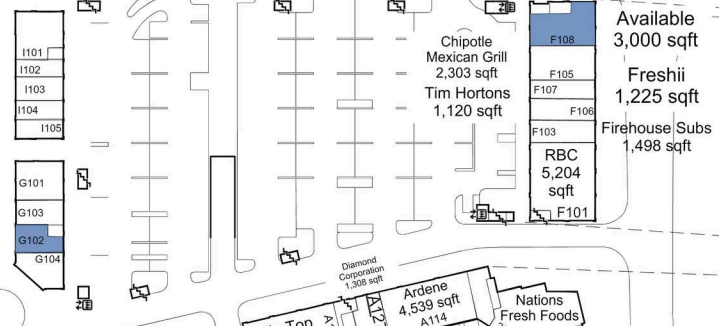 I101
I102
I103
I104
I105
G101
G103
G102
G104
Chipotle
Mexican Grill
2,303 sqft
Tim Hortons
1,120 sqft
F108
F105
F107
F106
F103
RBC
5,204
sqft
F101
Available
3,000 sqft
Freshii
1,225 sqft
Firehouse Subs
1,498 sqft
Diamond
Corporation
1,308 sqft
Top
Ardene
4,539 sqft
A114
Nations
Fresh Foods